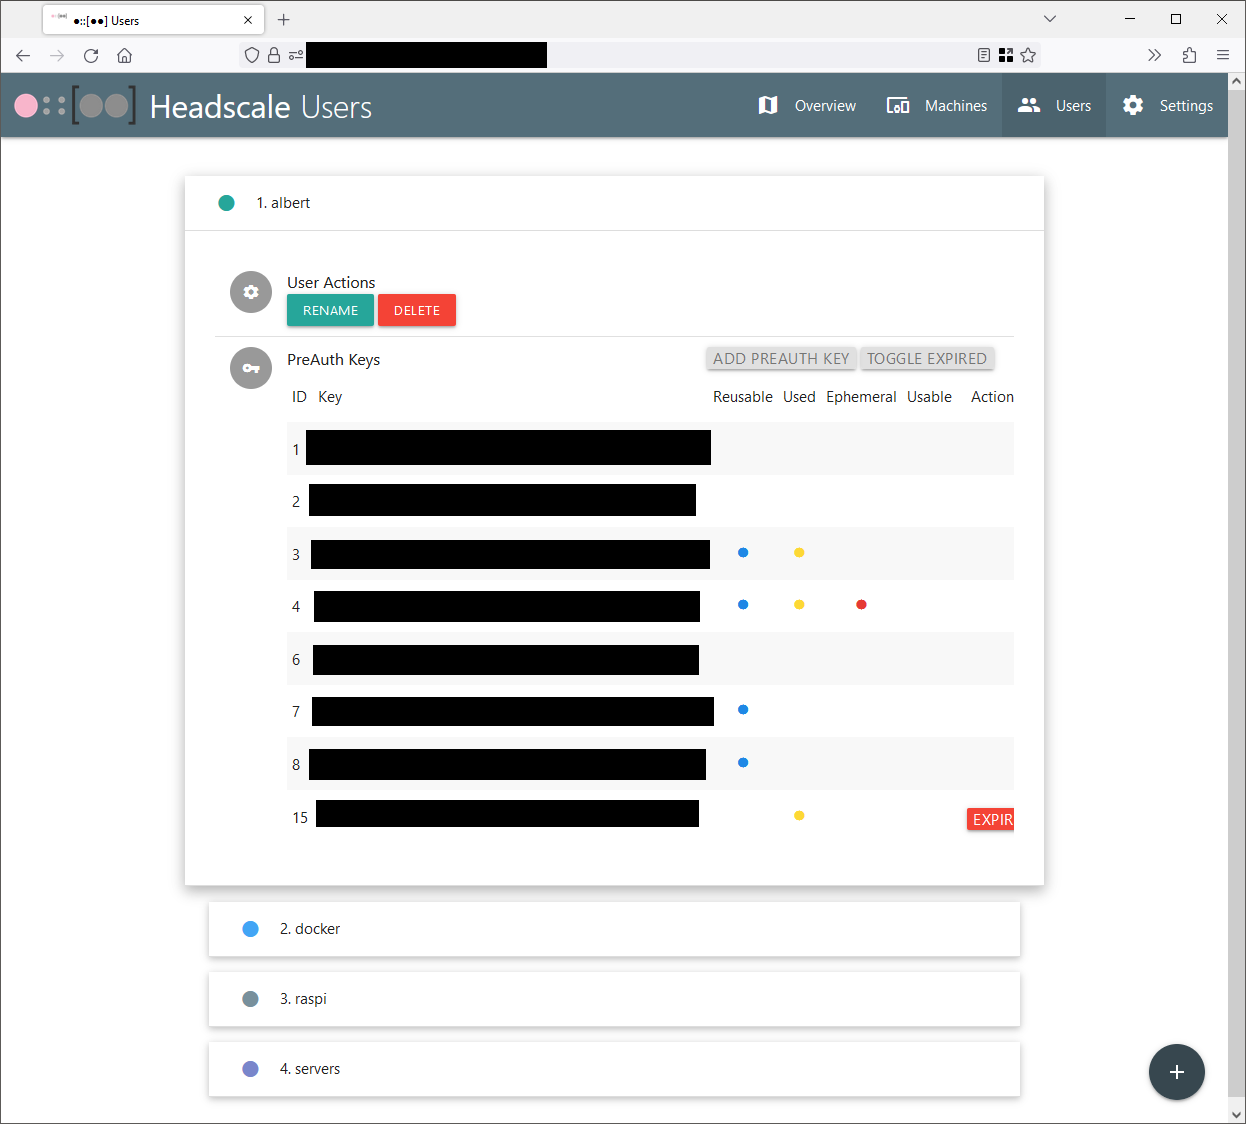 ●::[●●] Users
Headscale Users
Overview
Machines
Users
Settings
1. albert
User Actions
RENAME DELETE
PreAuth Keys
ADD PREAUTH KEY TOGGLE EXPIRED
ID Key Reusable Used Ephemeral Usable Action
1
2
3
4
6
7
8
15 EXPIR
2. docker
3. raspi
4. servers